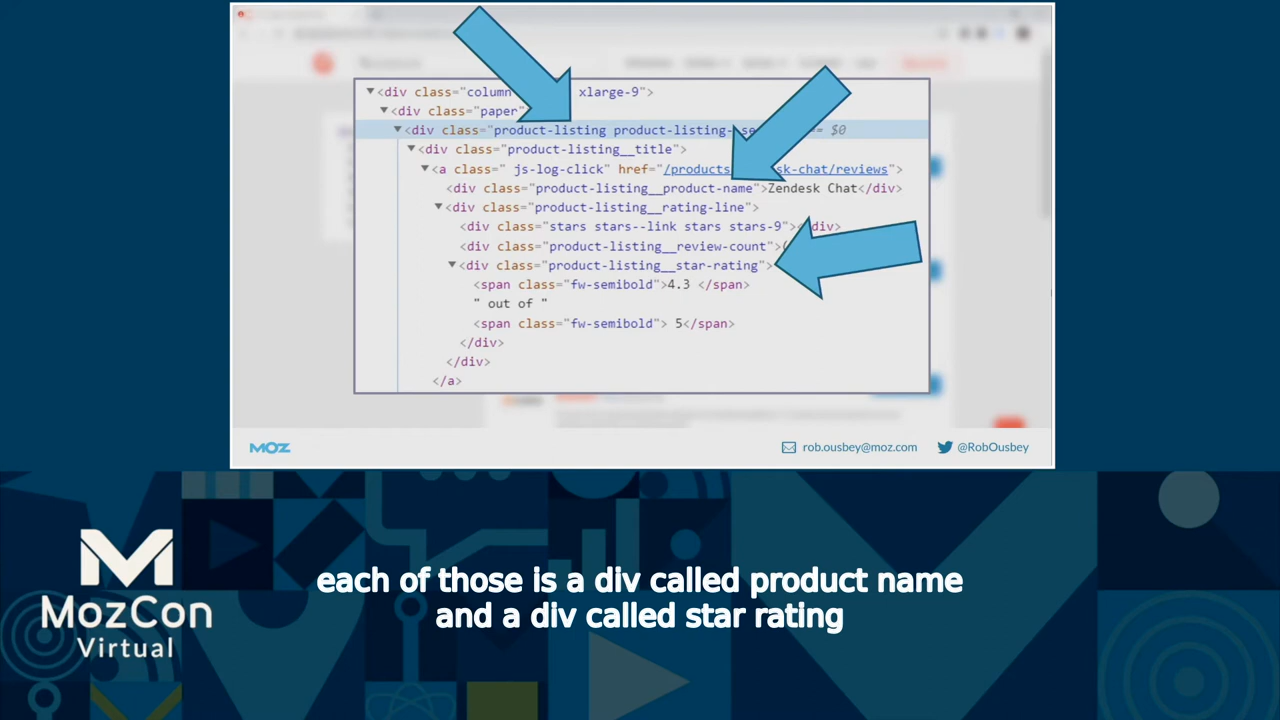 ▼<div class="column xlarge-9">
▼<div class="paper"
▼<div class="product-listing product-listing- == $0
▼<div class="product-listing__title">
▼<a class=" js-log-click" href="/products sk-chat/reviews">
<div class="product-listing__product-name">Zendesk Chat</div>
▼<div class="product-listing__rating-line">
<div class="stars stars--link stars stars-9"></div>
<div class="product-listing__review-count">(
▼<div class="product-listing__star-rating">
<span class="fw-semibold">4.3 </span>
" out of "
<span class="fw-semibold"> 5</span>
</div>
</div>
</a>
MOZ
rob.ousbey@moz.com
@RobOusbey
MozCon
Virtual
each of those is a div called product name
and a div called star rating